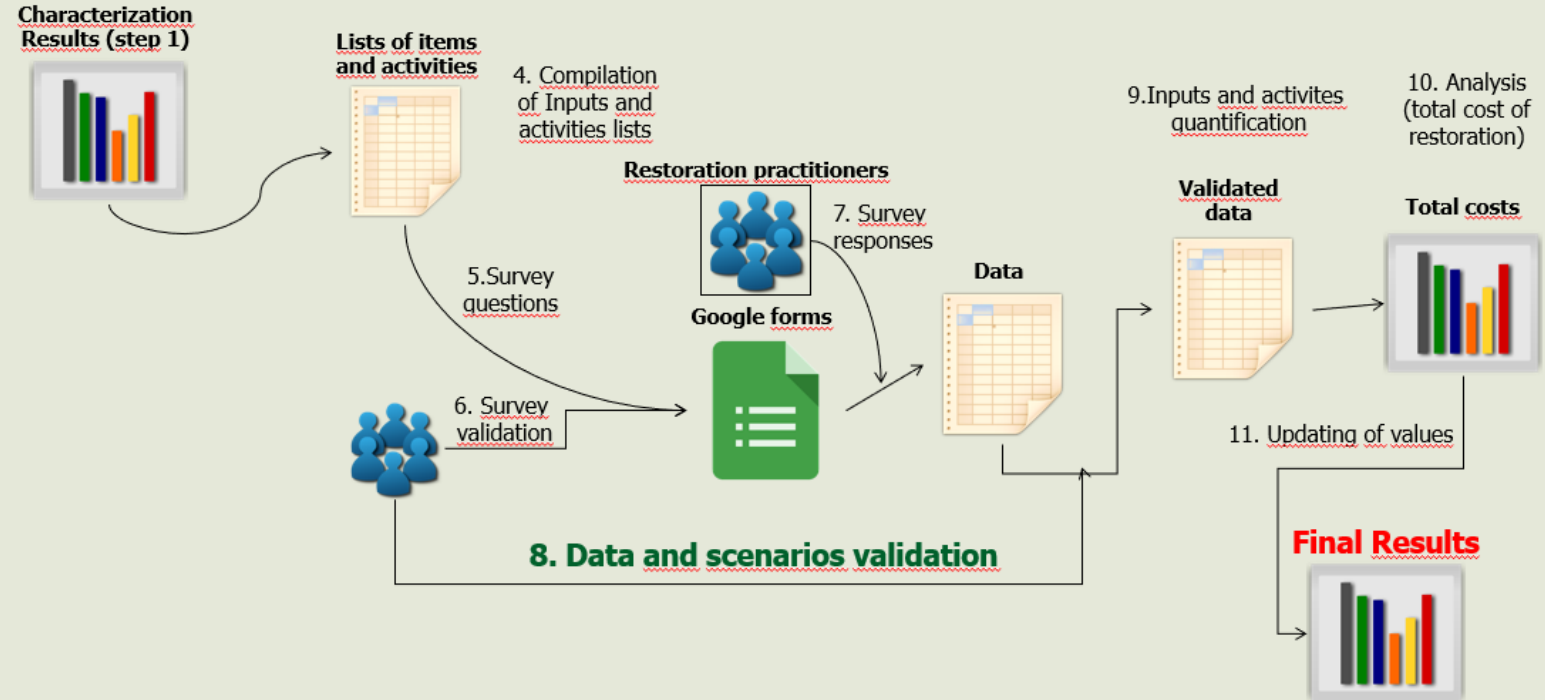 Characterization
Results (step 1)
Lists of items
and activities
4. Compilation
of Inputs and
activities lists
9.Inputs and activites
quantification
10. Analysis
(total cost of
restoration)
Restoration practitioners
7. Survey
responses
Validated
data
Total costs
5.Survey
questions
Data
Google forms
6. Survey
validation
11. Updating of values
8. Data and scenarios validation
Final Results